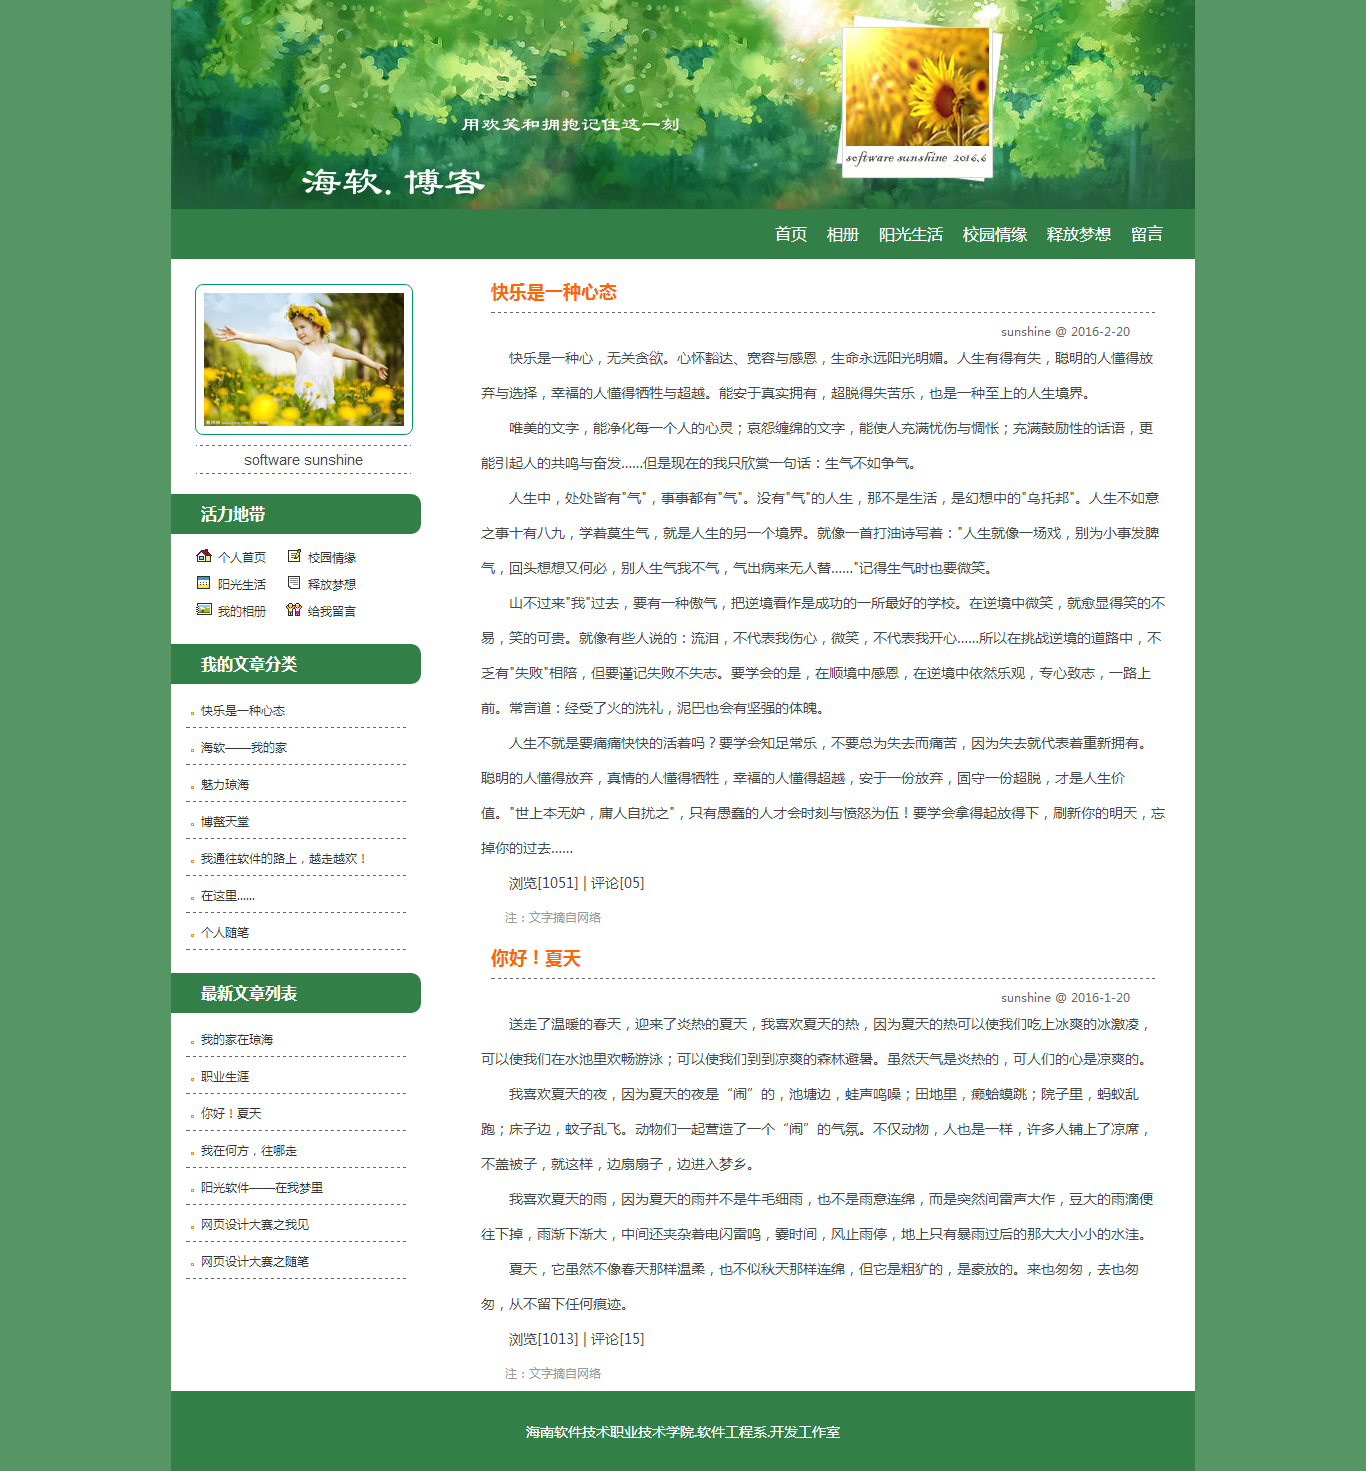 用欢笑和拥抱记住这一刻
software sunshine 2016.6
海软.博客
首页 相册 阳光生活 校园情缘 释放梦想 留言
software sunshine
活力地带
个人首页 校园情缘
阳光生活 释放梦想
我的相册 给我留言
我的文章分类
快乐是一种心态
海软——我的家
魅力琼海
博鳌天堂
我通往软件的路上，越走越欢！
在这里......
个人随笔
最新文章列表
我的家在琼海
职业生涯
你好！夏天
我在何方，往哪走
阳光软件——在我梦里
网页设计大赛之我见
网页设计大赛之随笔
快乐是一种心态
sunshine @ 2016-2-20
快乐是一种心，无关贪欲。心怀豁达、宽容与感恩，生命永远阳光明媚。人生有得有失，聪明的人懂得放
弃与选择，幸福的人懂得牺牲与超越。能安于真实拥有，超脱得失苦乐，也是一种至上的人生境界。
唯美的文字，能净化每一个人的心灵；哀怨缠绵的文字，能使人充满忧伤与惆怅；充满鼓励性的话语，更
能引起人的共鸣与奋发......但是现在的我只欣赏一句话：生气不如争气。
人生中，处处皆有"气"，事事都有"气"。没有"气"的人生，那不是生活，是幻想中的"乌托邦"。人生不如意
之事十有八九，学着莫生气，就是人生的另一个境界。就像一首打油诗写着："人生就像一场戏，别为小事发脾
气，回头想想又何必，别人生气我不气，气出病来无人替......"记得生气时也要微笑。
山不过来"我"过去，要有一种傲气，把逆境看作是成功的一所最好的学校。在逆境中微笑，就愈显得笑的不
易，笑的可贵。就像有些人说的：流泪，不代表我伤心，微笑，不代表我开心......所以在挑战逆境的道路中，不
乏有"失败"相陪，但要谨记失败不失志。要学会的是，在顺境中感恩，在逆境中依然乐观，专心致志，一路上
前。常言道：经受了火的洗礼，泥巴也会有坚强的体魄。
人生不就是要痛痛快快的活着吗？要学会知足常乐，不要总为失去而痛苦，因为失去就代表着重新拥有。
聪明的人懂得放弃，真情的人懂得牺牲，幸福的人懂得超越，安于一份放弃，固守一份超脱，才是人生价
值。"世上本无妒，庸人自扰之"，只有愚蠢的人才会时刻与愤怒为伍！要学会拿得起放得下，刷新你的明天，忘
掉你的过去......
浏览[1051] | 评论[05]
注：文字摘自网络
你好！夏天
sunshine @ 2016-1-20
送走了温暖的春天，迎来了炎热的夏天，我喜欢夏天的热，因为夏天的热可以使我们吃上冰爽的冰激凌，
可以使我们在水池里欢畅游泳；可以使我们到到凉爽的森林避暑。虽然天气是炎热的，可人们的心是凉爽的。
我喜欢夏天的夜，因为夏天的夜是“闹”的，池塘边，蛙声鸣噪；田地里，癞蛤蟆跳；院子里，蚂蚁乱
跑；床子边，蚊子乱飞。动物们一起营造了一个“闹”的气氛。不仅动物，人也是一样，许多人铺上了凉席，
不盖被子，就这样，边扇扇子，边进入梦乡。
我喜欢夏天的雨，因为夏天的雨并不是牛毛细雨，也不是雨意连绵，而是突然间雷声大作，豆大的雨滴便
往下掉，雨渐下渐大，中间还夹杂着电闪雷鸣，霎时间，风止雨停，地上只有暴雨过后的那大大小小的水洼。
夏天，它虽然不像春天那样温柔，也不似秋天那样连绵，但它是粗犷的，是豪放的。来也匆匆，去也匆
匆，从不留下任何痕迹。
浏览[1013] | 评论[15]
注：文字摘自网络
海南软件技术职业技术学院.软件工程系.开发工作室